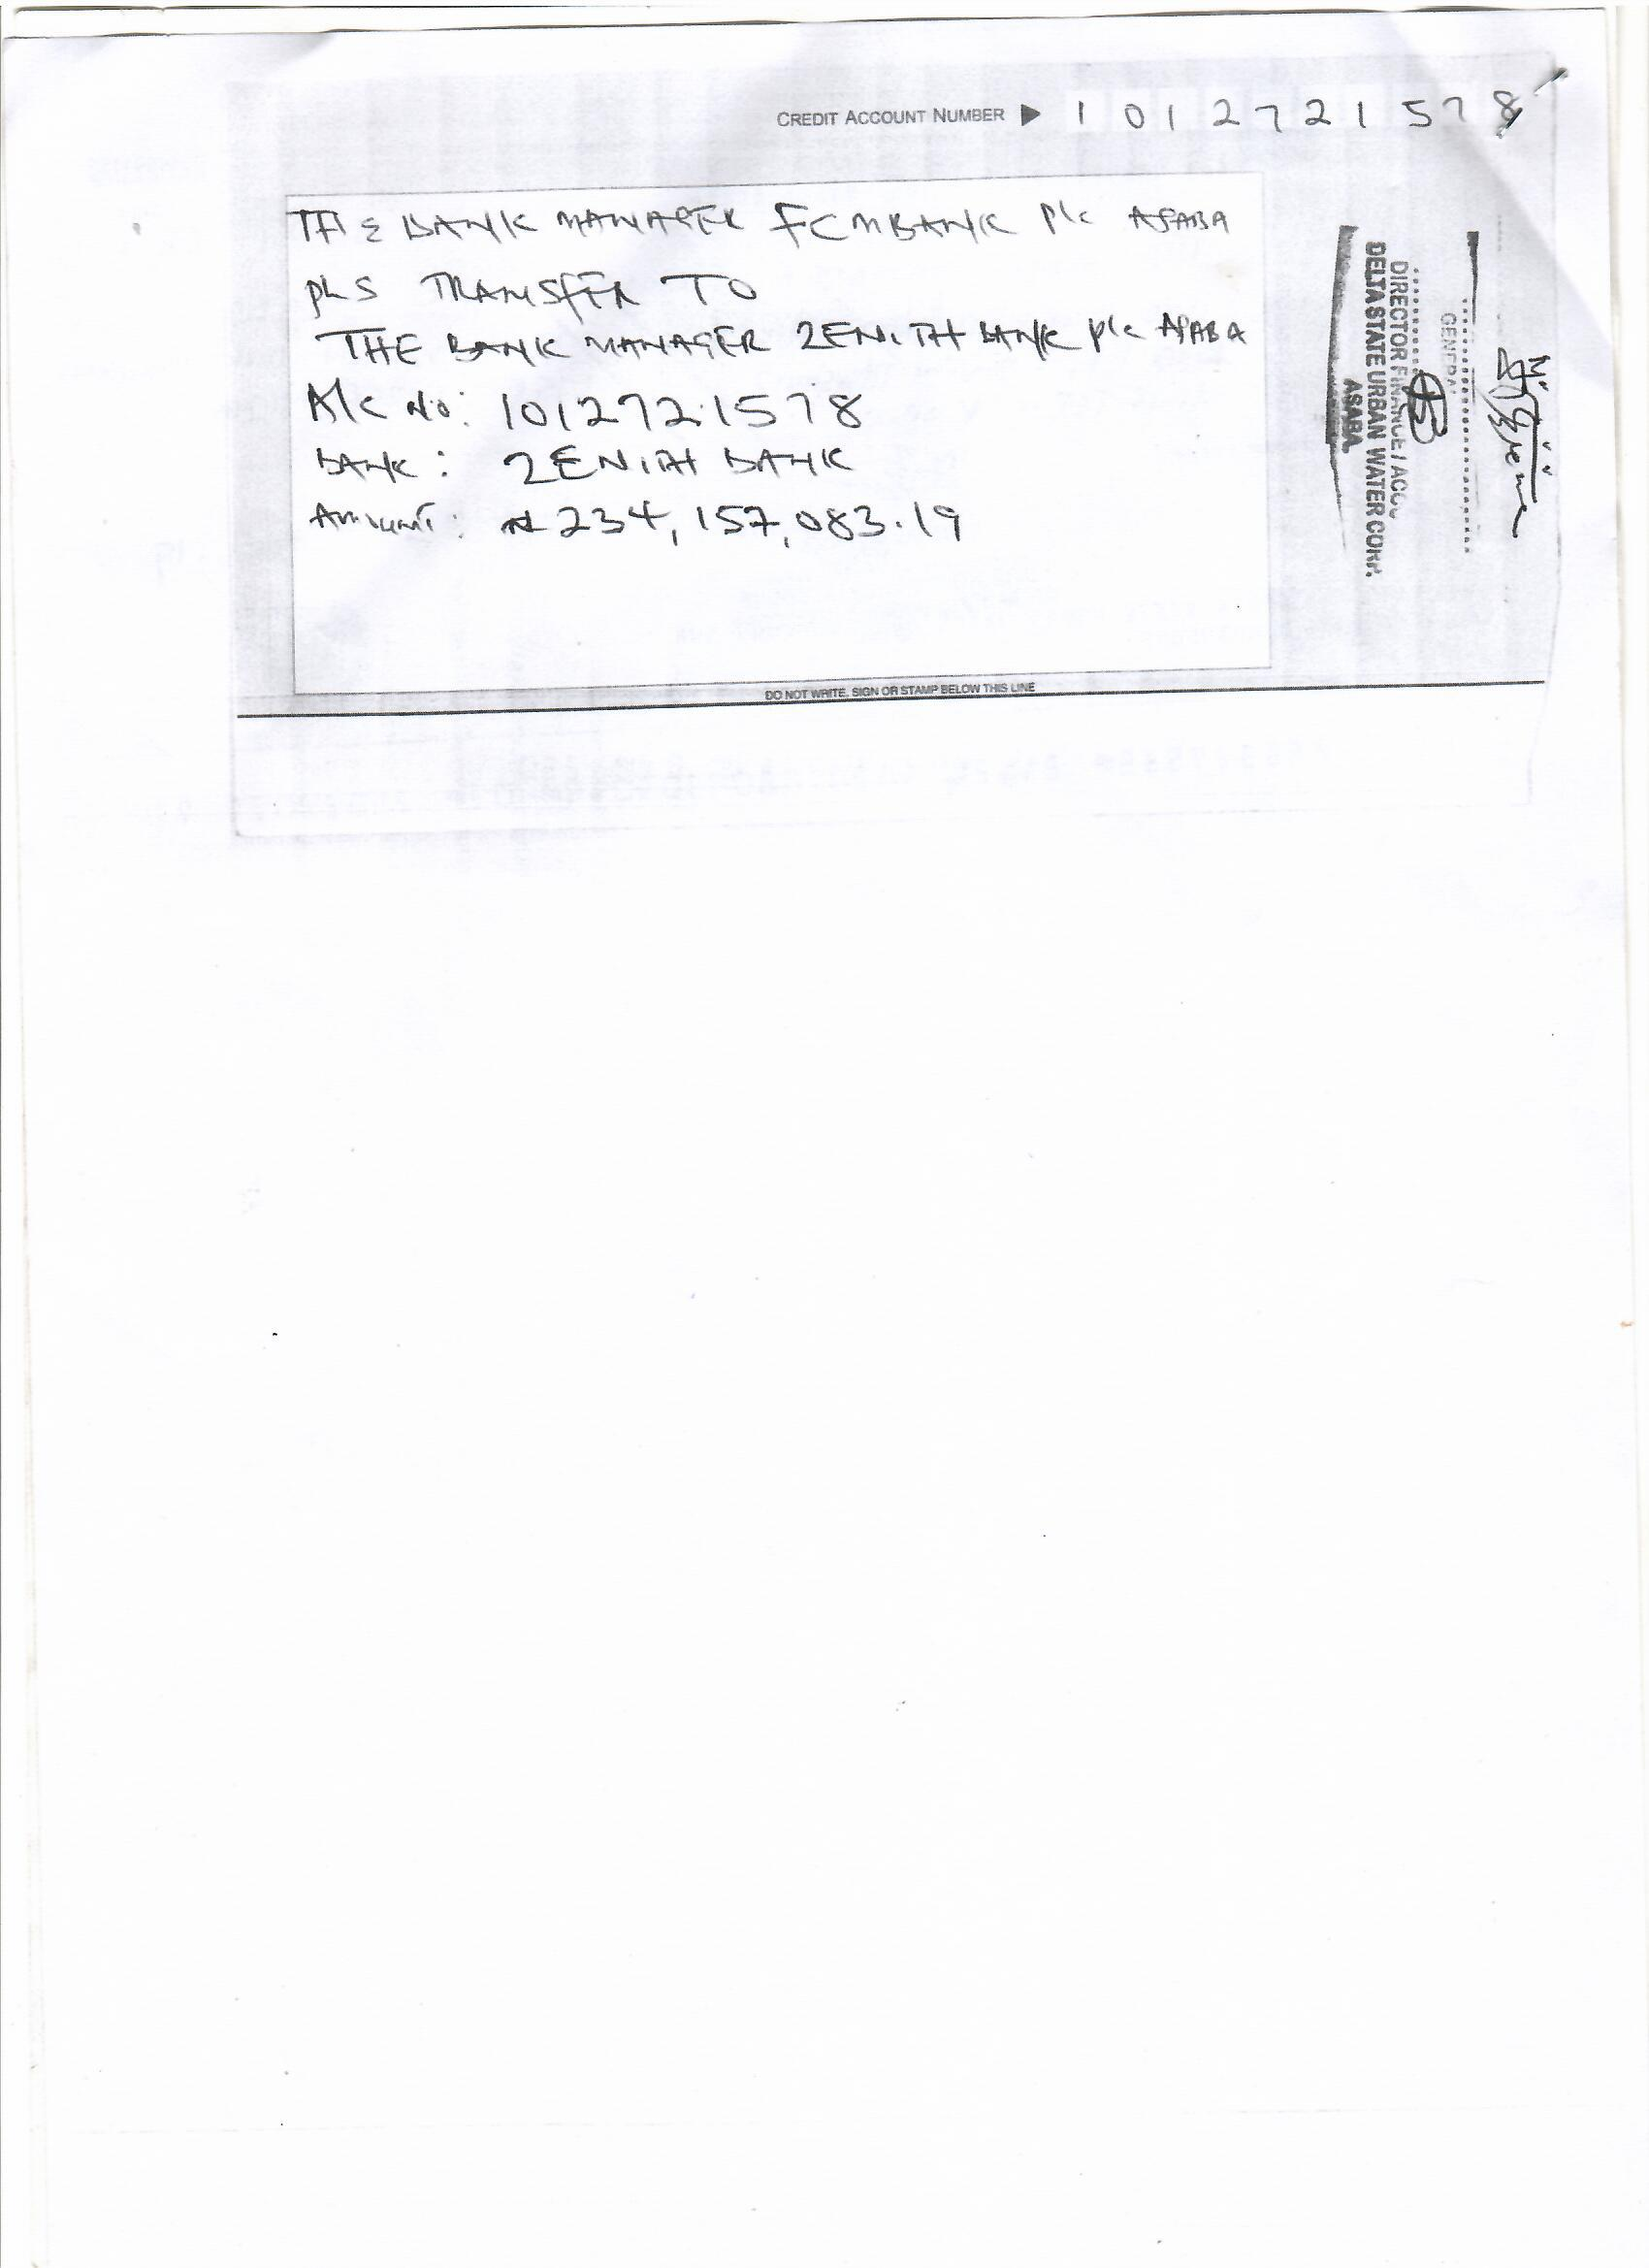 CREDIT ACCOUNT NUMBER ▶ 1012721578
THE BANK MANAGER FCMBANK Plc ASABA
pls TRANSFER TO
THE BANK MANAGER ZENITH BANK Plc ASABA
A/c No: 1012721578
BANK: ZENITH BANK
Amount: ₦234,157,083.19
DO NOT WRITE, SIGN OR STAMP BELOW THIS LINE
GENERAL
DIRECTOR FINANCE / ACC
DELTA STATE URBAN WATER CORP.
ASABA